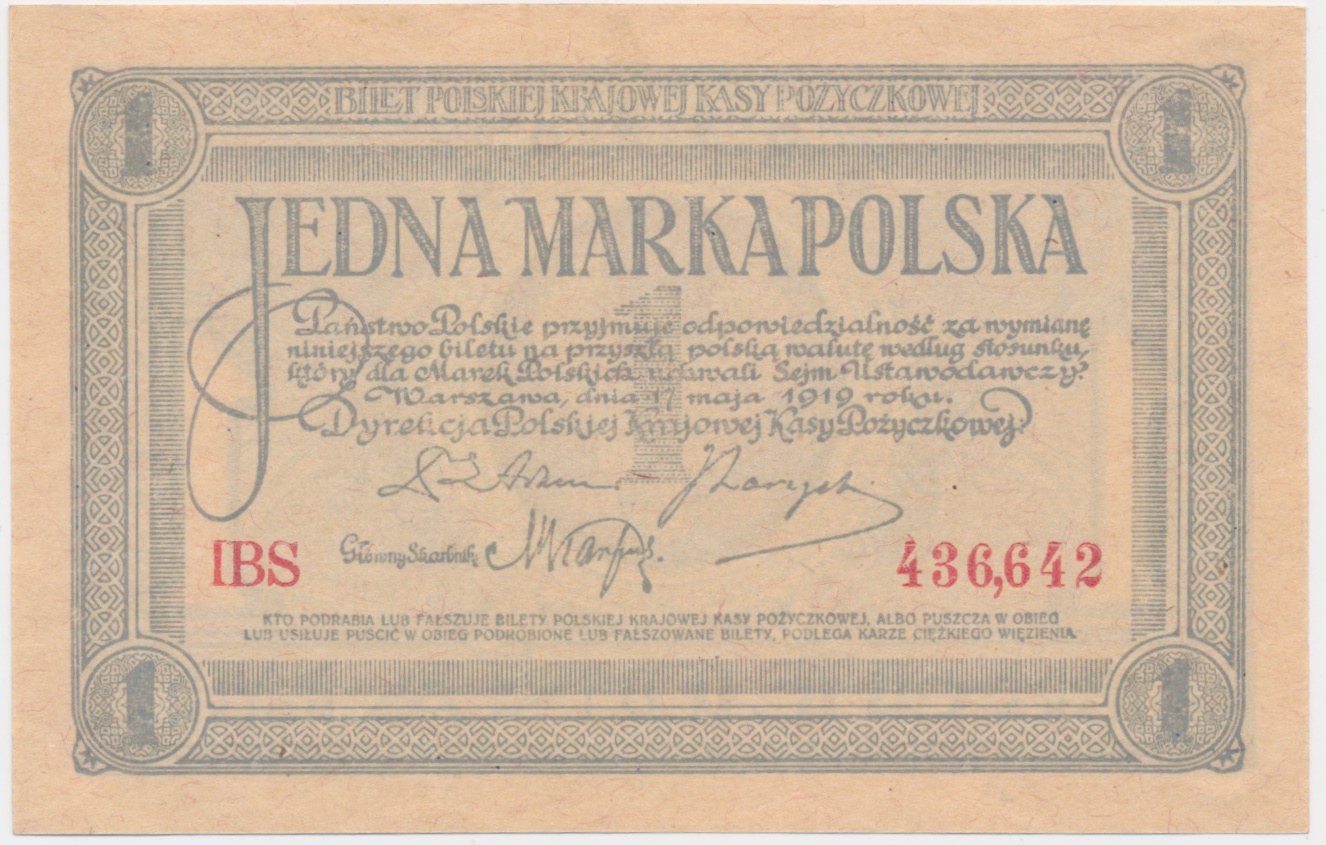 BILET POLSKIEJ KRAJOWEJ KASY POŻYCZKOWEJ
1 1
JEDNA MARKA POLSKA
1
Państwo Polskie przyjmuje odpowiedzialność za wymianę
niniejszego biletu na przyszłą polską walutę według stosunku,
który dla Marek Polskich uchwali Sejm Ustawodawczy.
Warszawa, dnia 17 maja 1919 roku.
Dyrekcja Polskiej Krajowej Kasy Pożyczkowej
Główny Skarbnik
IBS 436,642
KTO PODRABIA LUB FAŁSZUJE BILETY POLSKIEJ KRAJOWEJ KASY POŻYCZKOWEJ, ALBO PUSZCZA W OBIEG
LUB USIŁUJE PUŚCIĆ W OBIEG PODROBIONE LUB FAŁSZOWANE BILETY, PODLEGA KARZE CIĘŻKIEGO WIĘZIENIA
1 1